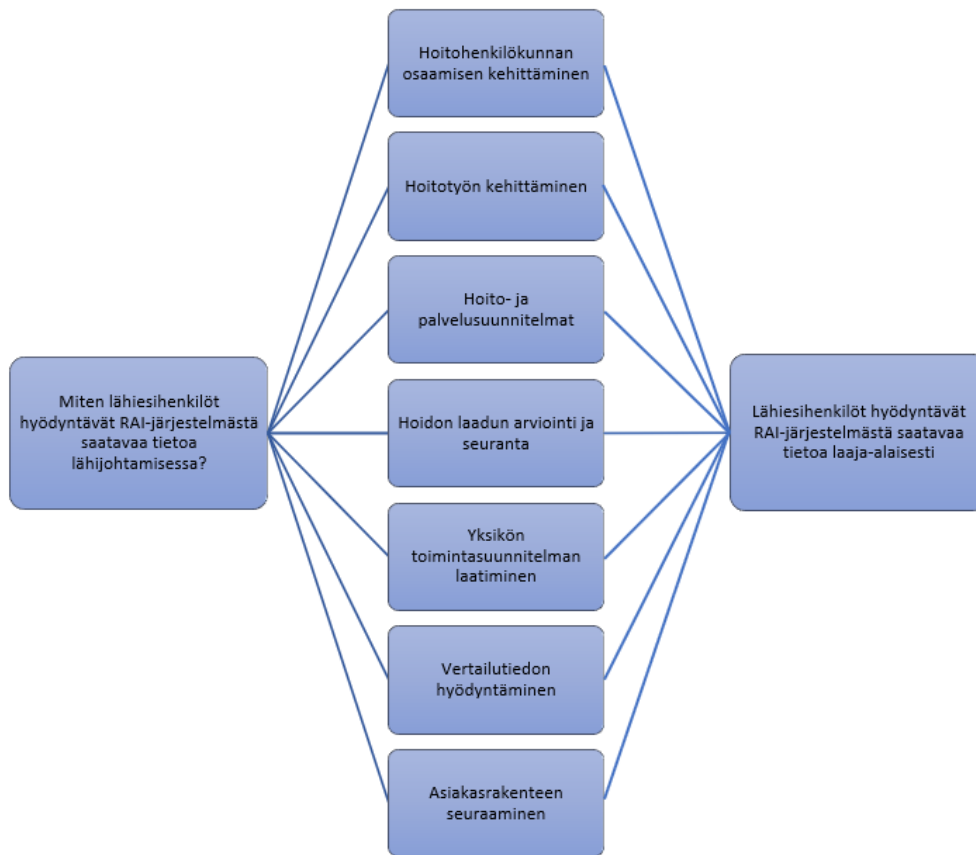 Miten lähiesihenkilöt
hyödyntävät RAI-järjestelmästä
saatavaa tietoa
lähijohtamisessa?
Hoitohenkilökunnan
osaamisen kehittäminen
Hoitotyön kehittäminen
Hoito- ja
palvelusuunnitelmat
Hoidon laadun arviointi ja
seuranta
Yksikön
toimintasuunnitelman
laatiminen
Vertailutiedon
hyödyntäminen
Asiakasrakenteen
seuraaminen
Lähiesihenkilöt hyödyntävät
RAI-järjestelmästä saatavaa
tietoa laaja-alaisesti